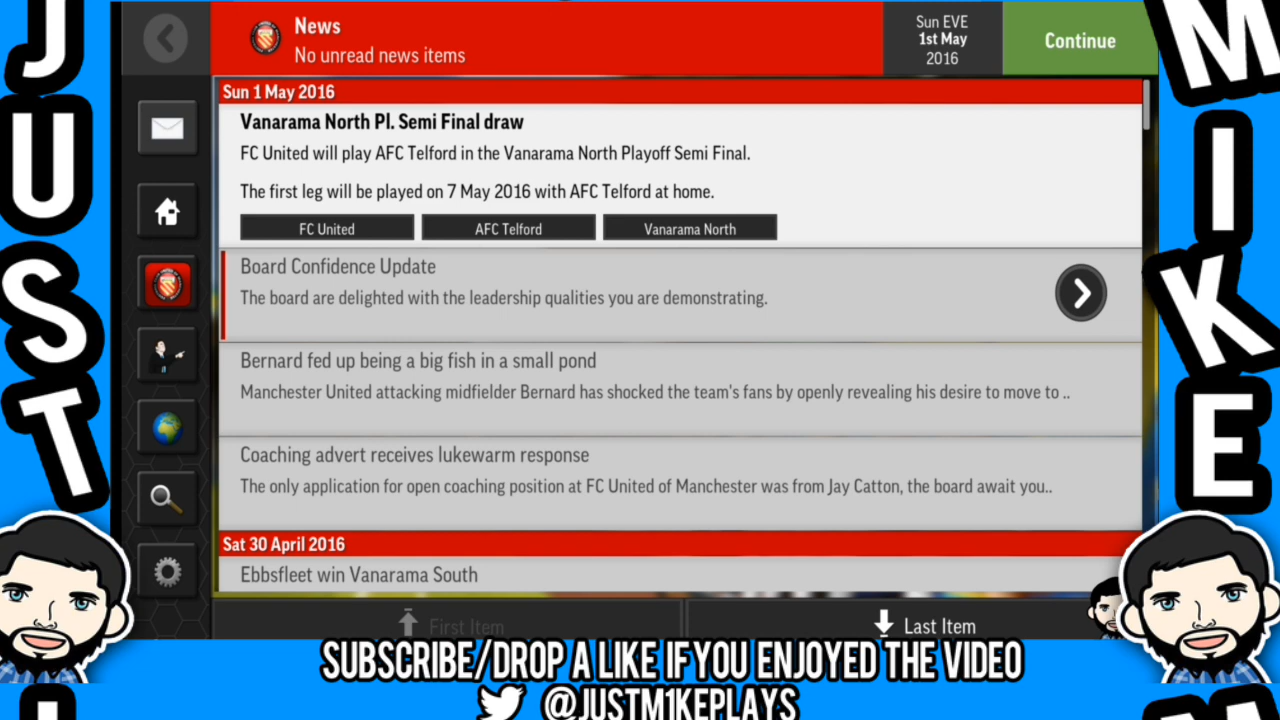 JUST
MIKE
News
No unread news items
Sun EVE
1st May
2016
Continue
Sun 1 May 2016
Vanarama North Pl. Semi Final draw
FC United will play AFC Telford in the Vanarama North Playoff Semi Final.
The first leg will be played on 7 May 2016 with AFC Telford at home.
FC United
AFC Telford
Vanarama North
Board Confidence Update
The board are delighted with the leadership qualities you are demonstrating.
Bernard fed up being a big fish in a small pond
Manchester United attacking midfielder Bernard has shocked the team's fans by openly revealing his desire to move to ..
Coaching advert receives lukewarm response
The only application for open coaching position at FC United of Manchester was from Jay Catton, the board await you..
Sat 30 April 2016
Ebbsfleet win Vanarama South
First Item
Last Item
SUBSCRIBE/DROP A LIKE IF YOU ENJOYED THE VIDEO
@JUSTM1KEPLAYS